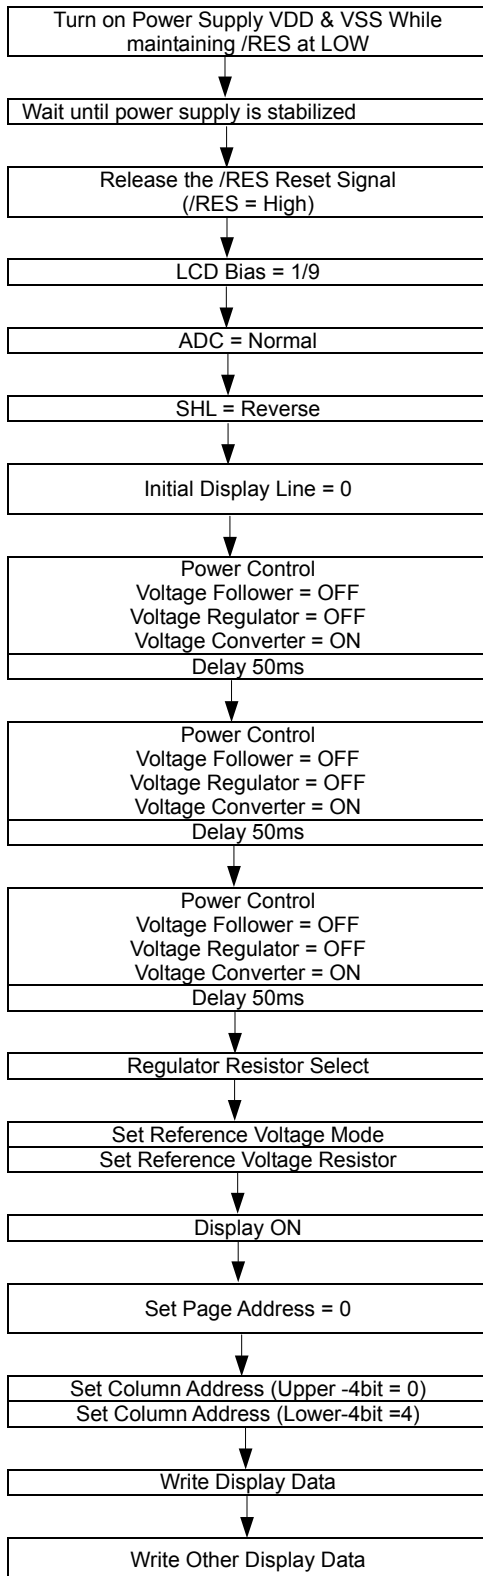 Turn on Power Supply VDD & VSS While
maintaining /RES at LOW
Wait until power supply is stabilized
Release the /RES Reset Signal
(/RES = High)
LCD Bias = 1/9
ADC = Normal
SHL = Reverse
Initial Display Line = 0
Power Control
Voltage Follower = OFF
Voltage Regulator = OFF
Voltage Converter = ON
Delay 50ms
Power Control
Voltage Follower = OFF
Voltage Regulator = OFF
Voltage Converter = ON
Delay 50ms
Power Control
Voltage Follower = OFF
Voltage Regulator = OFF
Voltage Converter = ON
Delay 50ms
Regulator Resistor Select
Set Reference Voltage Mode
Set Reference Voltage Resistor
Display ON
Set Page Address = 0
Set Column Address (Upper -4bit = 0)
Set Column Address (Lower-4bit =4)
Write Display Data
Write Other Display Data